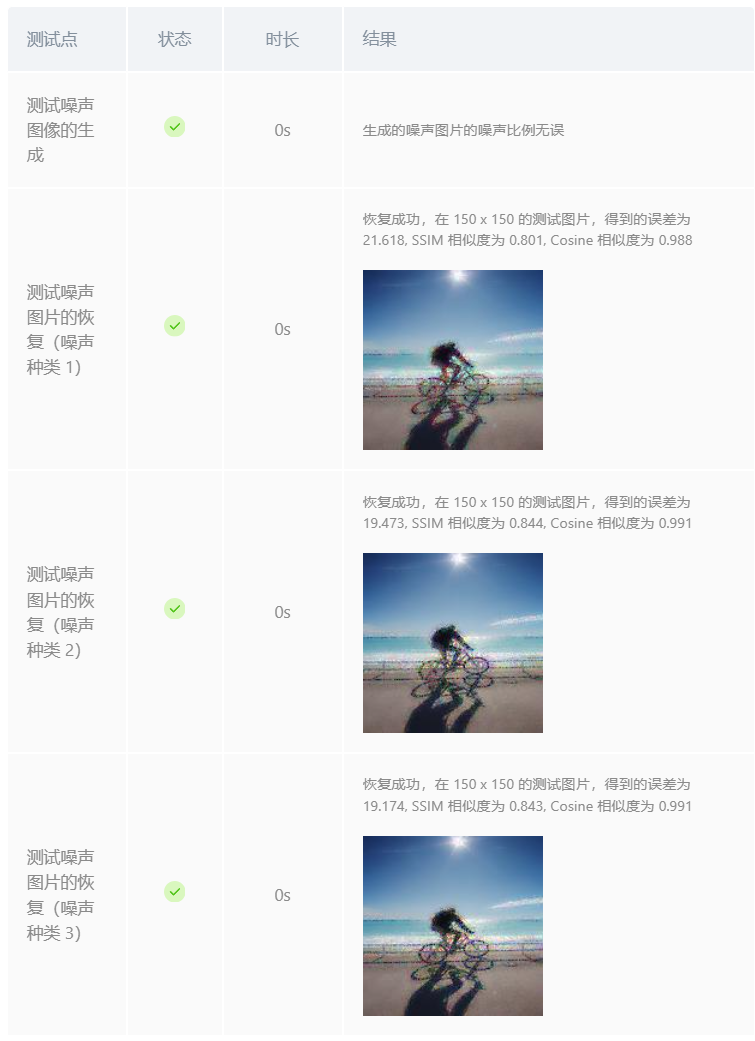 测试点 状态 时长 结果
测试噪声
图像的生
成
0s
生成的噪声图片的噪声比例无误
测试噪声
图片的恢
复（噪声
种类 1）
0s
恢复成功，在 150 x 150 的测试图片，得到的误差为
21.618, SSIM 相似度为 0.801, Cosine 相似度为 0.988
测试噪声
图片的恢
复（噪声
种类 2）
0s
恢复成功，在 150 x 150 的测试图片，得到的误差为
19.473, SSIM 相似度为 0.844, Cosine 相似度为 0.991
测试噪声
图片的恢
复（噪声
种类 3）
0s
恢复成功，在 150 x 150 的测试图片，得到的误差为
19.174, SSIM 相似度为 0.843, Cosine 相似度为 0.991